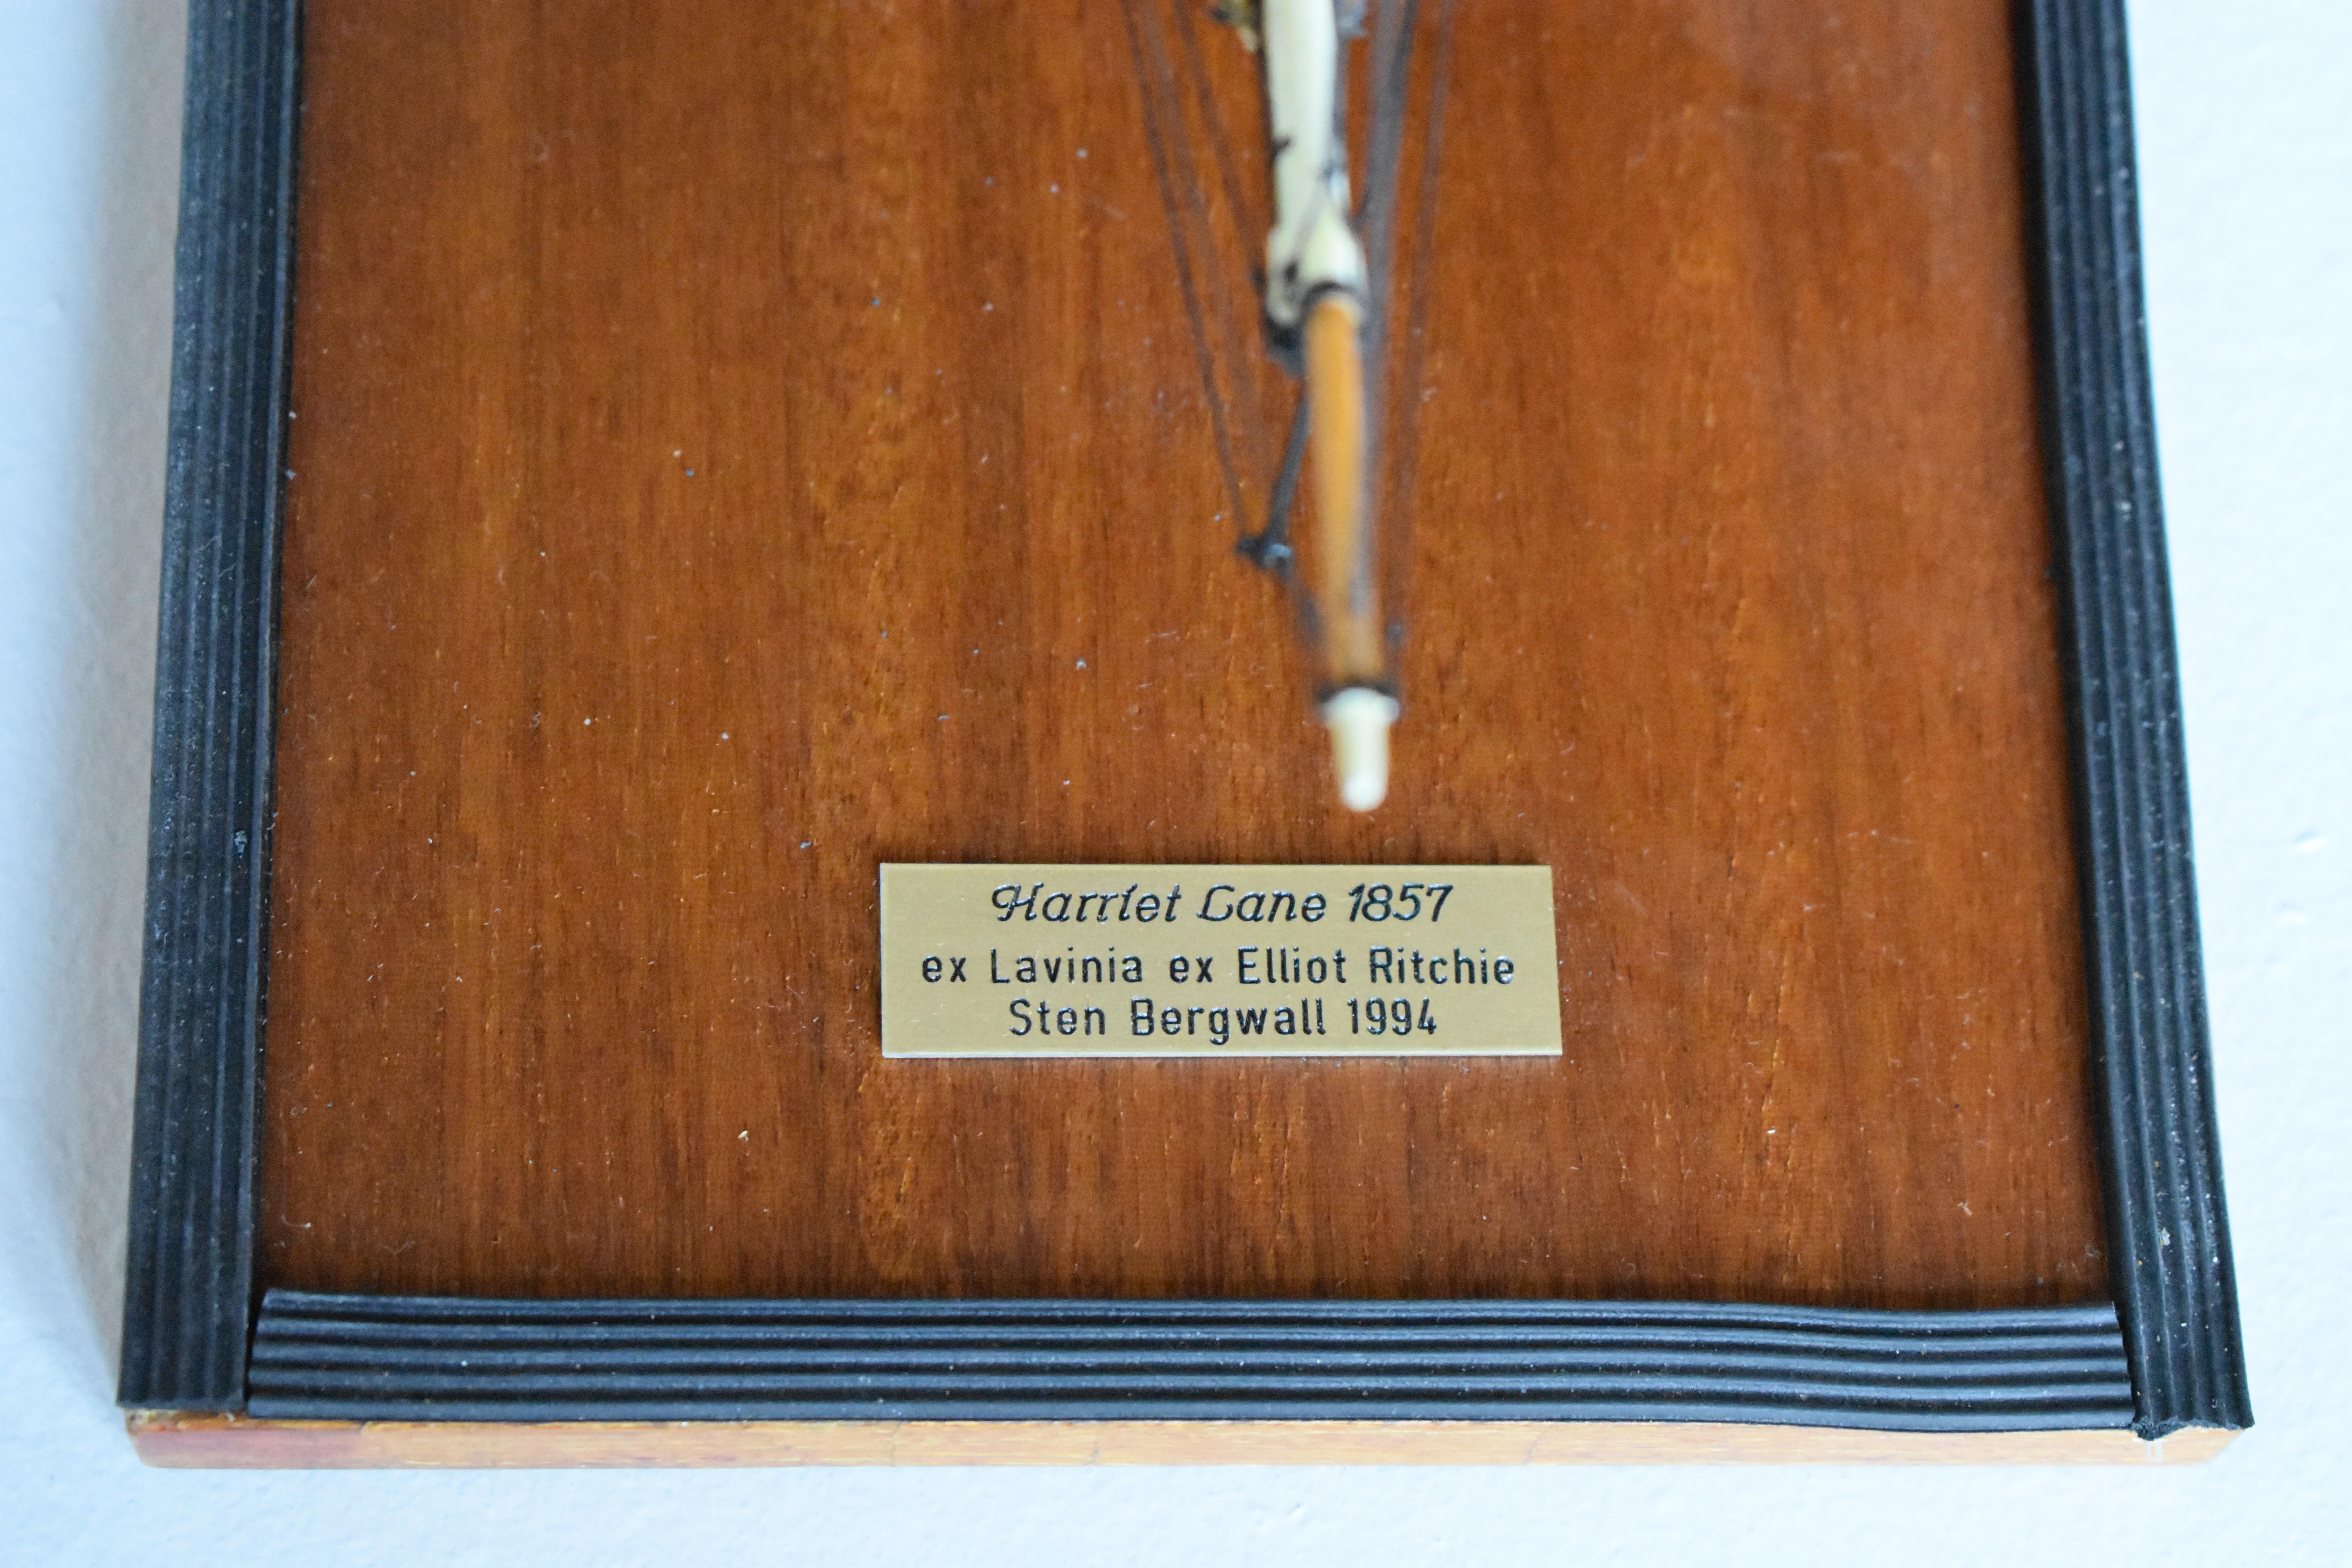 Harriet Lane 1857
ex Lavinia ex Elliot Ritchie
Sten Bergwall 1994